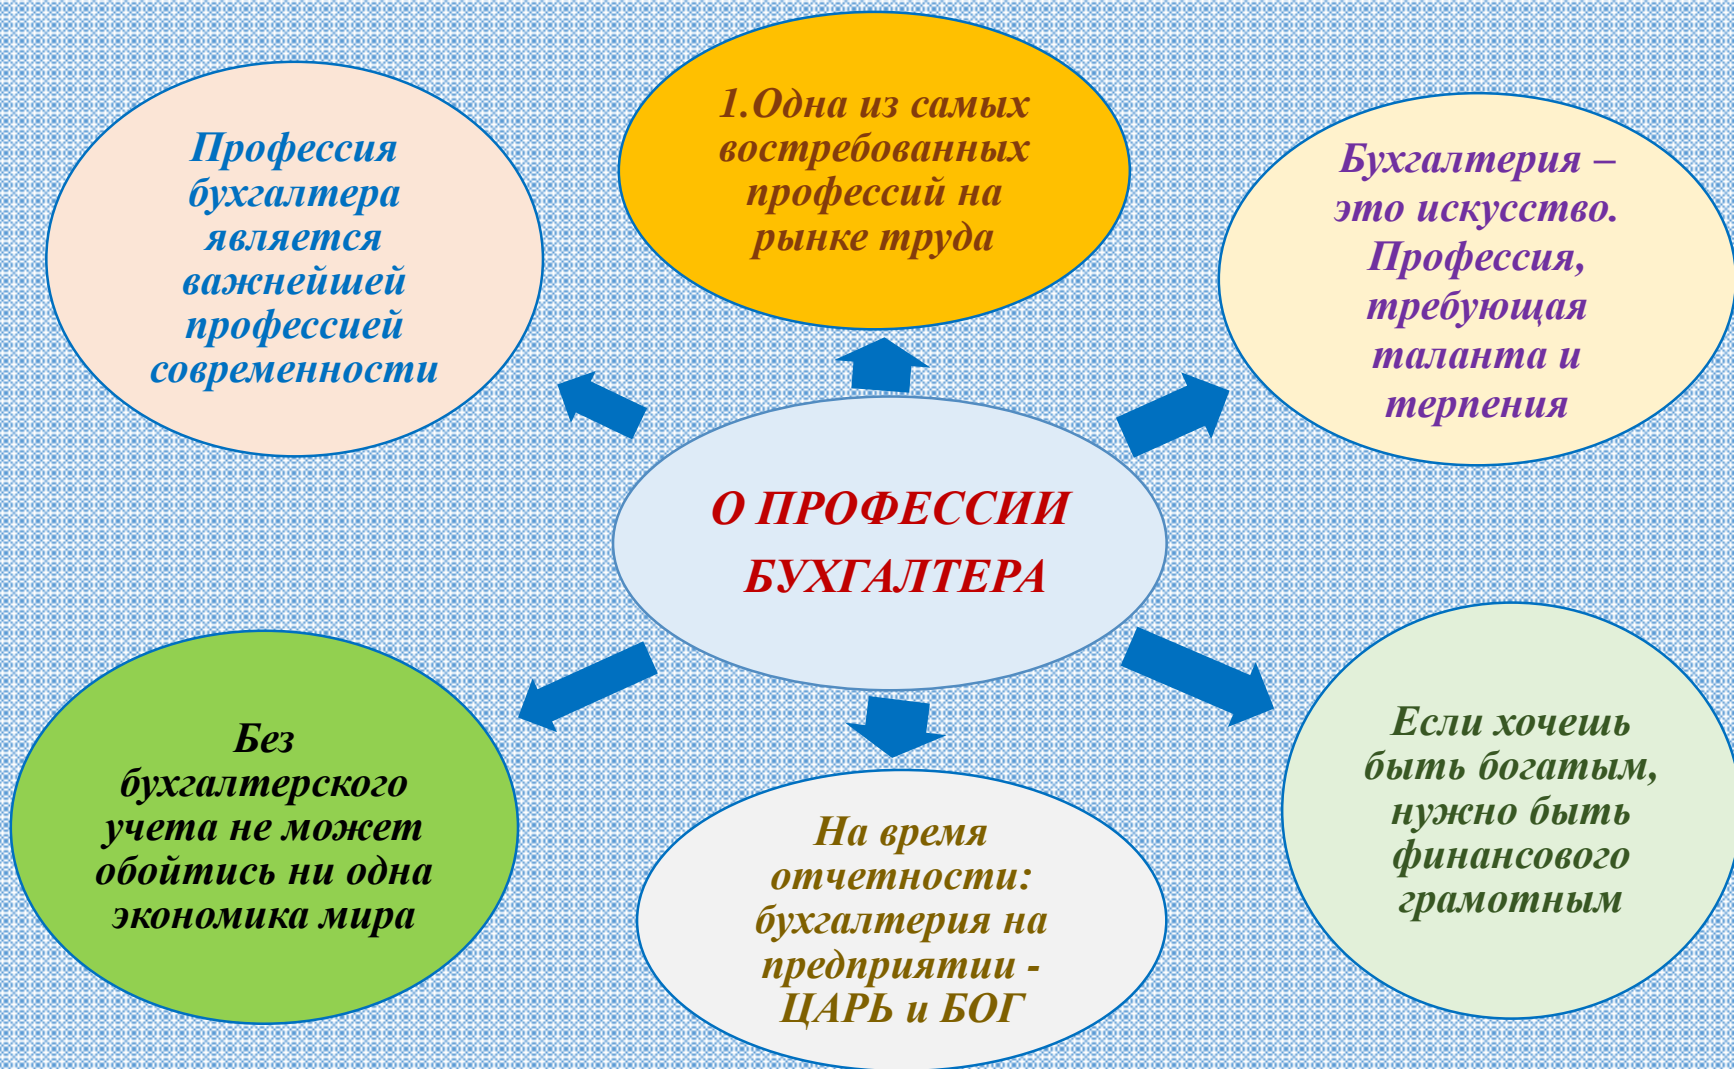 Профессия
бухгалтера
является
важнейшей
профессией
современности
1.Одна из самых
востребованных
профессий на
рынке труда
Бухгалтерия –
это искусство.
Профессия,
требующая
таланта и
терпения
О ПРОФЕССИИ
БУХГАЛТЕРА
Без
бухгалтерского
учета не может
обойтись ни одна
экономика мира
На время
отчетности:
бухгалтерия на
предприятии -
ЦАРЬ и БОГ
Если хочешь
быть богатым,
нужно быть
финансового
грамотным